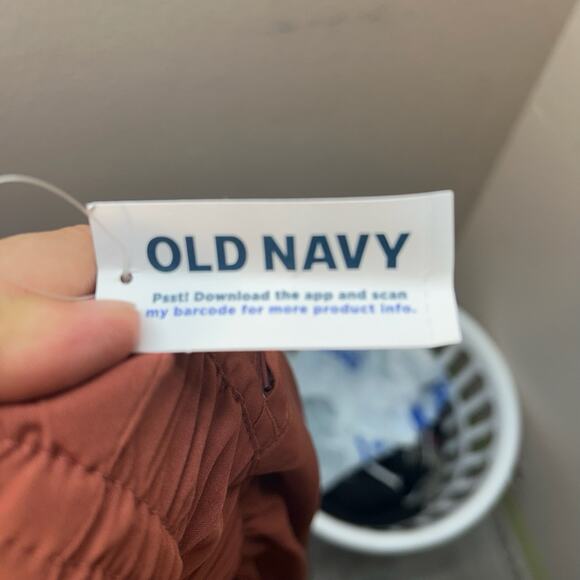 OLD NAVY
Psst! Download the app and scan
my barcode for more product info.